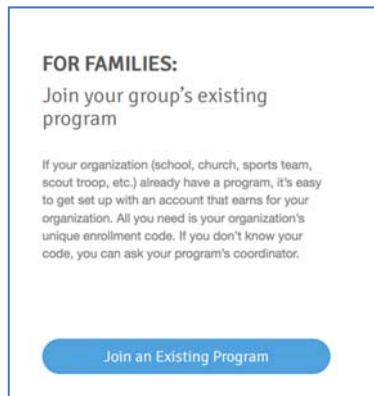 FOR FAMILIES:
Join your group's existing
program
If your organization (school, church, sports team,
scout troop, etc.) already have a program, it's easy
to get set up with an account that earns for your
organization. All you need is your organization's
unique enrollment code. If you don't know your
code, you can ask your program's coordinator.
Join an Existing Program